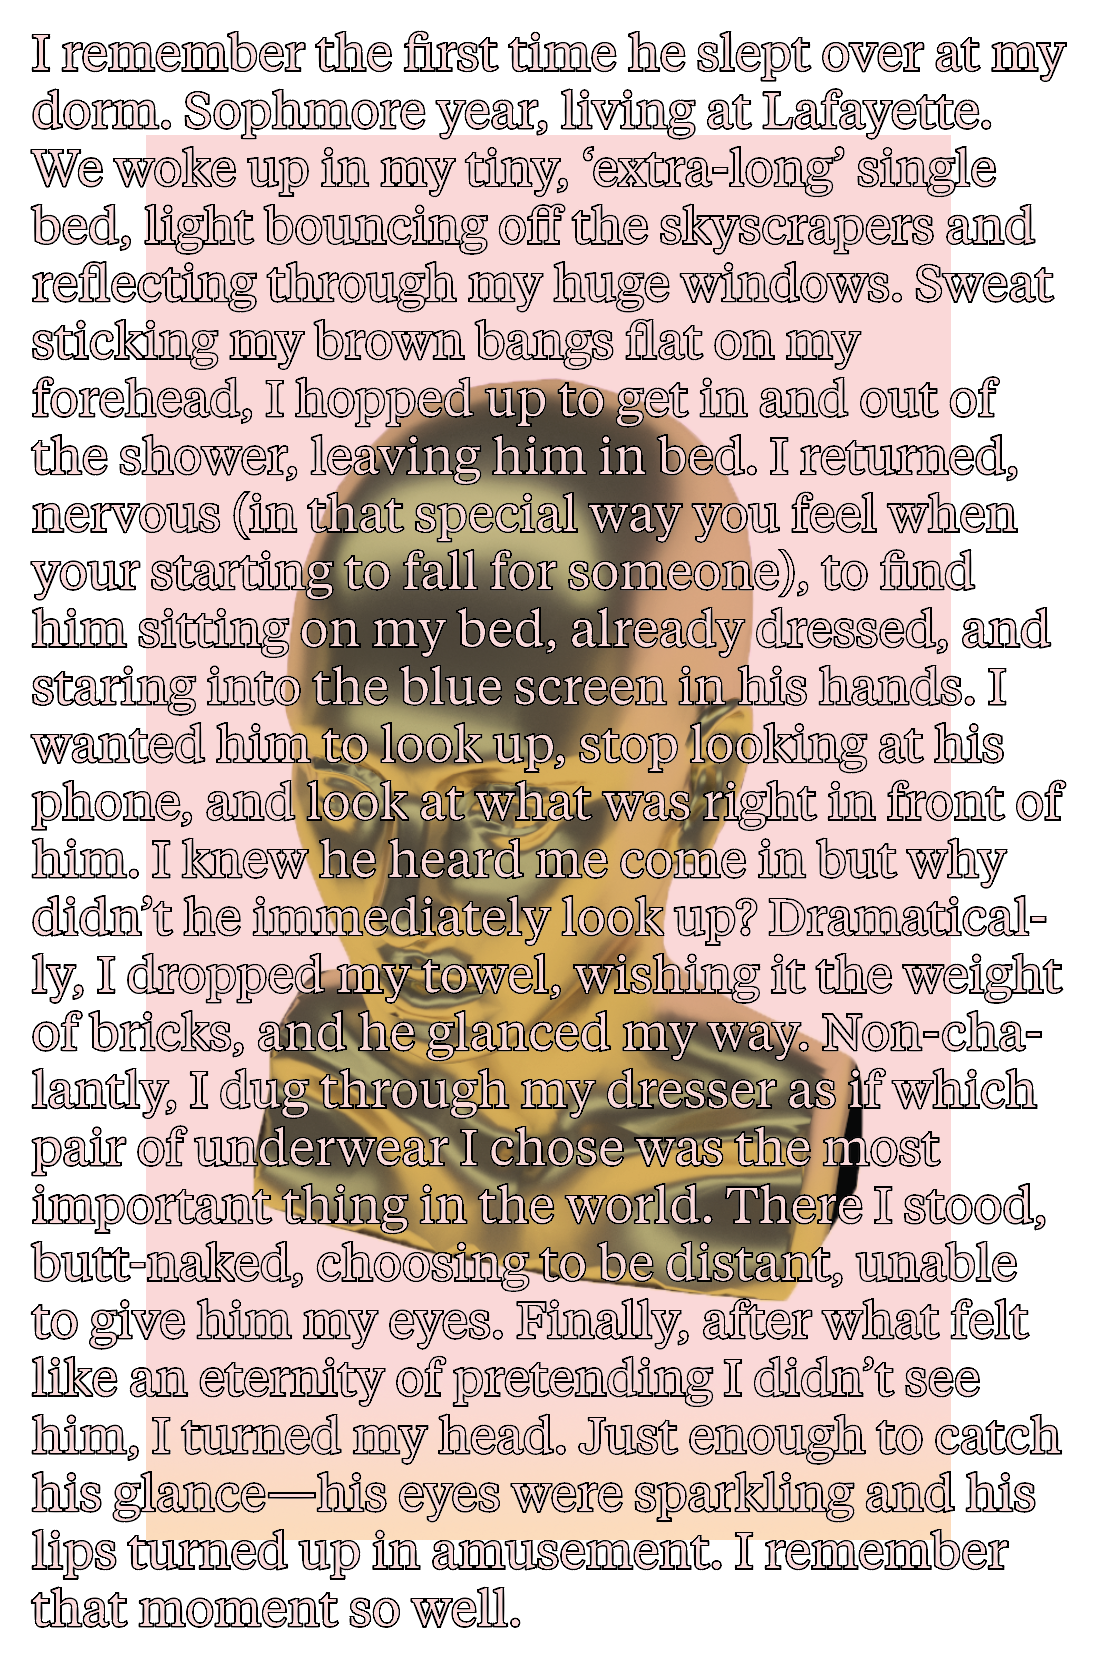 I remember the first time he slept over at my
dorm. Sophmore year, living at Lafayette.
We woke up in my tiny, ‘extra-long’ single
bed, light bouncing off the skyscrapers and
reflecting through my huge windows. Sweat
sticking my brown bangs flat on my
forehead, I hopped up to get in and out of
the shower, leaving him in bed. I returned,
nervous (in that special way you feel when
your starting to fall for someone), to find
him sitting on my bed, already dressed, and
staring into the blue screen in his hands. I
wanted him to look up, stop looking at his
phone, and look at what was right in front of
him. I knew he heard me come in but why
didn’t he immediately look up? Dramatical-
ly, I dropped my towel, wishing it the weight
of bricks, and he glanced my way. Non-cha-
lantly, I dug through my dresser as if which
pair of underwear I chose was the most
important thing in the world. There I stood,
butt-naked, choosing to be distant, unable
to give him my eyes. Finally, after what felt
like an eternity of pretending I didn’t see
him, I turned my head. Just enough to catch
his glance—his eyes were sparkling and his
lips turned up in amusement. I remember
that moment so well.